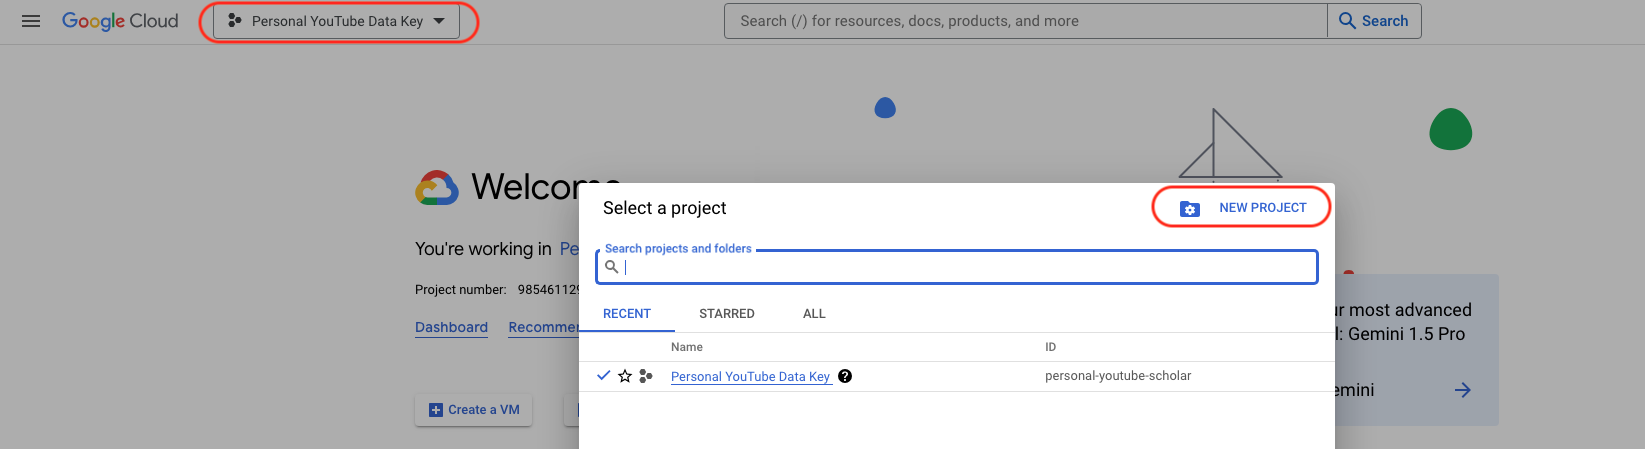 Google Cloud
Personal YouTube Data Key
Search (/) for resources, docs, products, and more
Search
Welcome
Select a project
NEW PROJECT
You're working in Pe
Search projects and folders
Project number: 98546112
RECENT
STARRED
ALL
ur most advanced
l: Gemini 1.5 Pro
Dashboard
Recommen
Name
ID
Personal YouTube Data Key
personal-youtube-scholar
emini
Create a VM